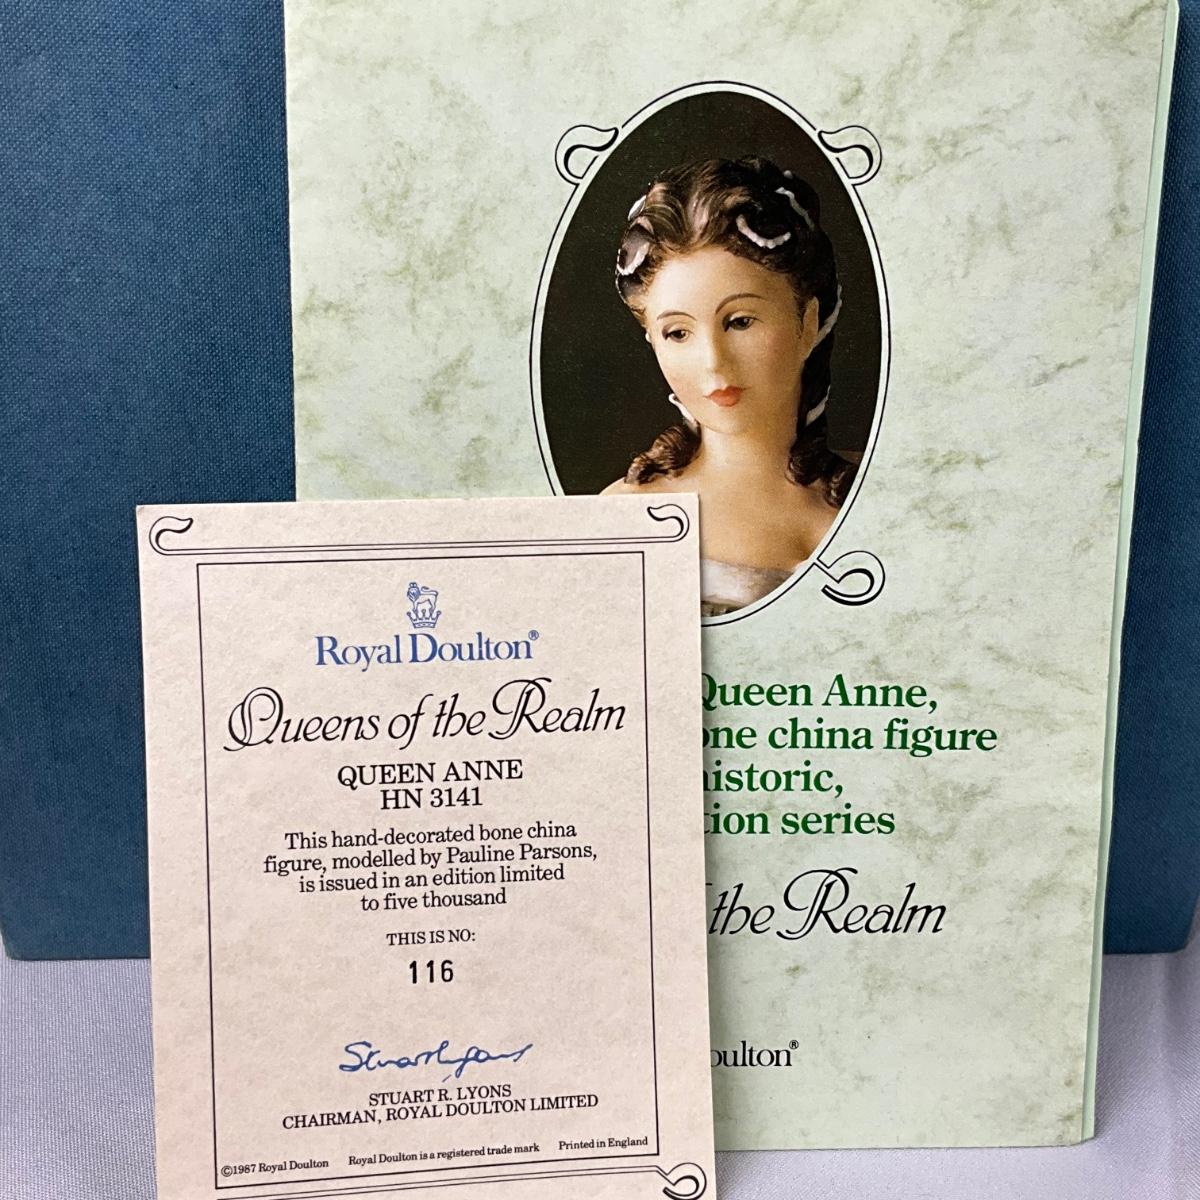 Royal Doulton®
Queens of the Realm
QUEEN ANNE
HN 3141
This hand-decorated bone china
figure, modelled by Pauline Parsons,
is issued in an edition limited
to five thousand
THIS IS NO:
116
Stuart Lyons
STUART R. LYONS
CHAIRMAN, ROYAL DOULTON LIMITED
©1987 Royal Doulton Royal Doulton is a registered trade mark Printed in England
Queen Anne,
one china figure
historic,
tion series
the Realm
oulton®